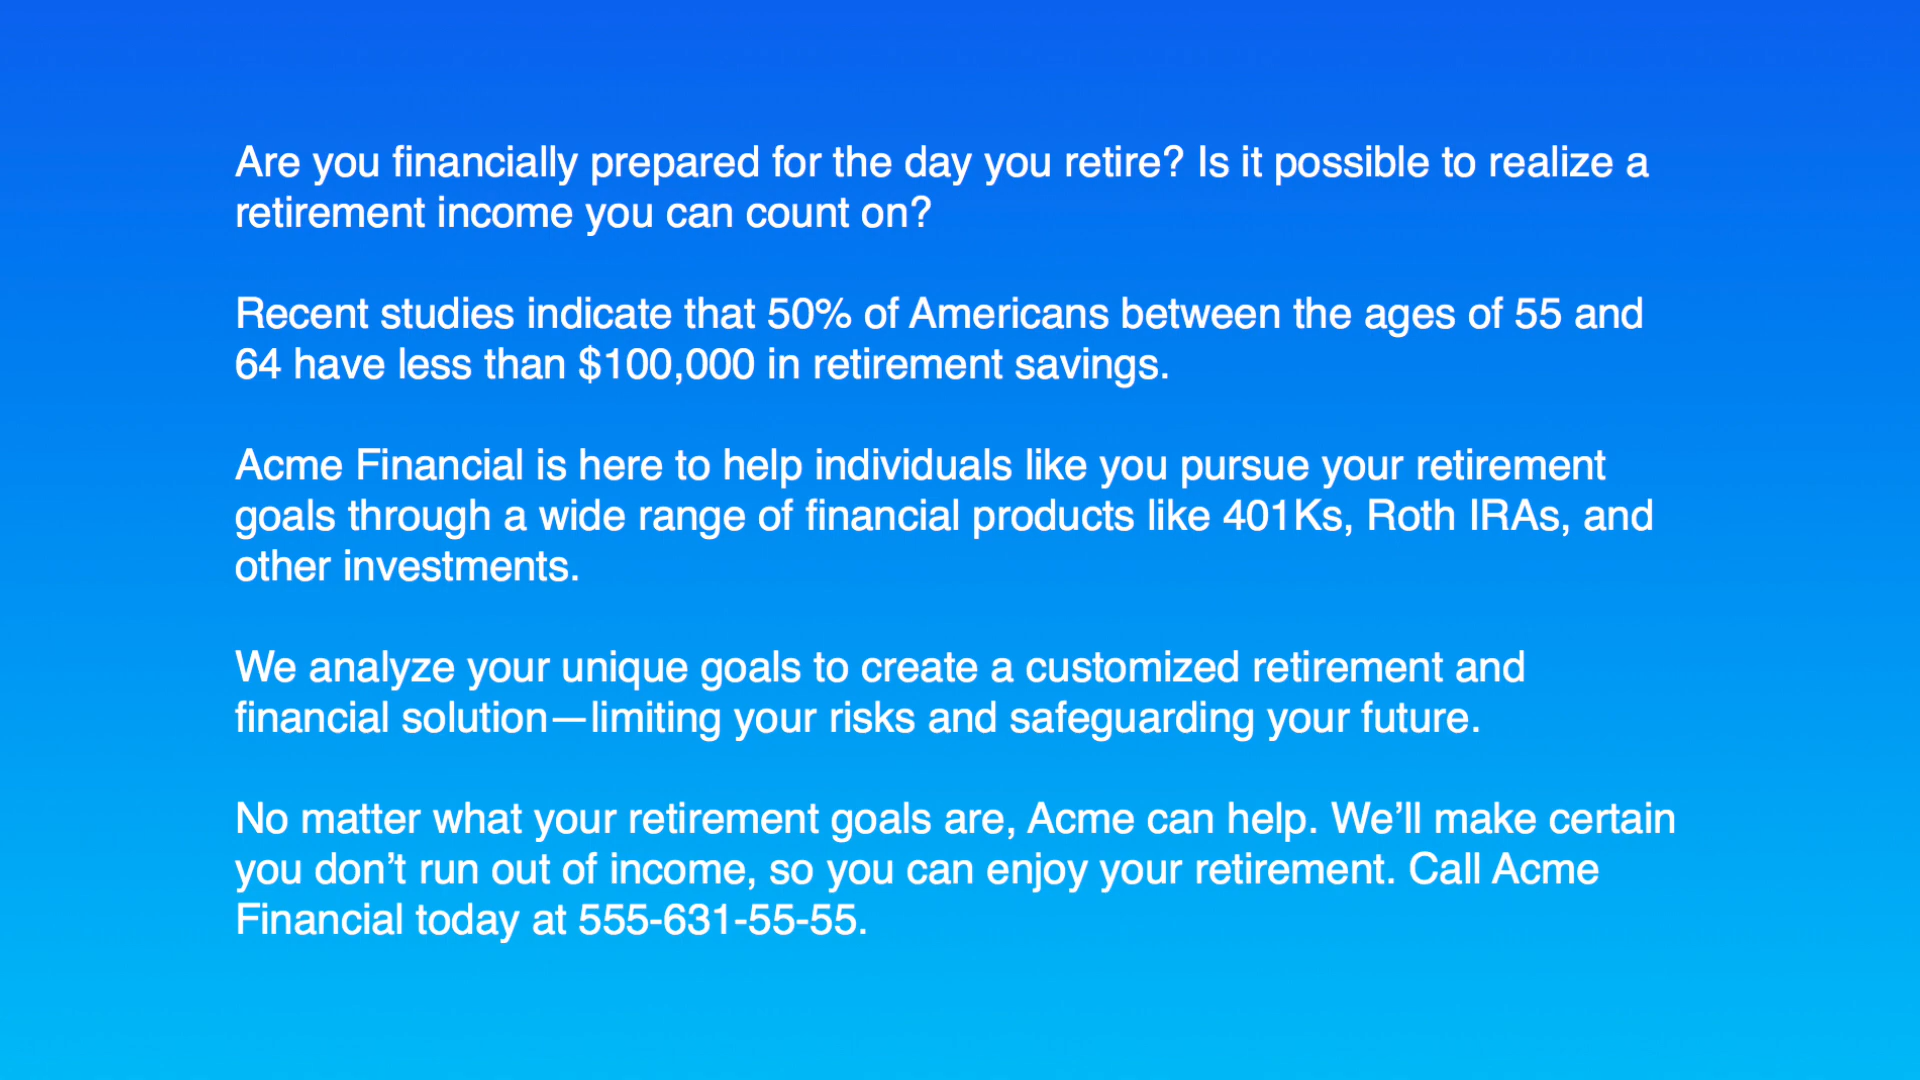 Are you financially prepared for the day you retire? Is it possible to realize a
retirement income you can count on?
Recent studies indicate that 50% of Americans between the ages of 55 and
64 have less than $100,000 in retirement savings.
Acme Financial is here to help individuals like you pursue your retirement
goals through a wide range of financial products like 401Ks, Roth IRAs, and
other investments.
We analyze your unique goals to create a customized retirement and
financial solution—limiting your risks and safeguarding your future.
No matter what your retirement goals are, Acme can help. We’ll make certain
you don’t run out of income, so you can enjoy your retirement. Call Acme
Financial today at 555-631-55-55.